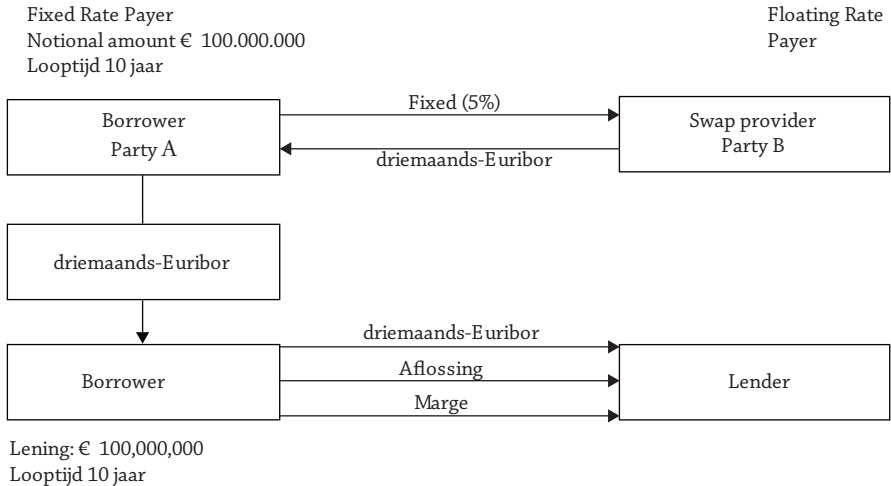 Fixed Rate Payer
Notional amount € 100.000.000
Looptijd 10 jaar
Floating Rate
Payer
Borrower
Party A
Fixed (5%)
driemaands-Euribor
Swap provider
Party B
driemaands-Euribor
Borrower
driemaands-Euribor
Aflossing
Marge
Lender
Lening: € 100,000,000
Looptijd 10 jaar